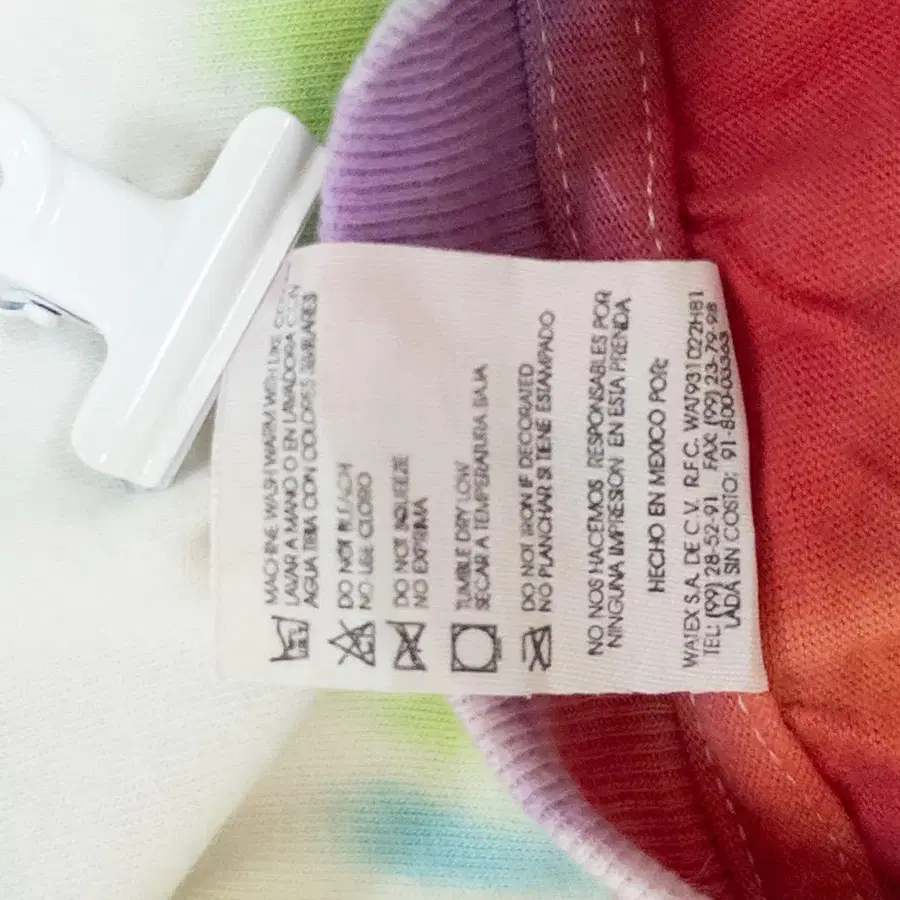 MACHINE WASH WARM WITH LIKE
LAVAR A MANO O EN LAVADORA CON
AGUA TIBIA CON COLORES SIMILARES
DO NOT BLEACH
NO USE CLORO
DO NOT SQUEEZE
NO EXPRIMA
TUMBLE DRY LOW
SECAR A TEMPERATURA BAJA
DO NOT IRON IF DECORATED
NO PLANCHAR SI TIENE ESTAMPADO
NO NOS HACEMOS RESPONSABLES POR
NINGUNA IMPRESION EN ESTA PRENDA
HECHO EN MEXICO POR:
WATEX S.A. DE C.V. R.F.C. WAT931022H81
TEL: (99) 28-52-91 FAX: (99) 23-79-98
LADA SIN COSTO: 91-800-03363